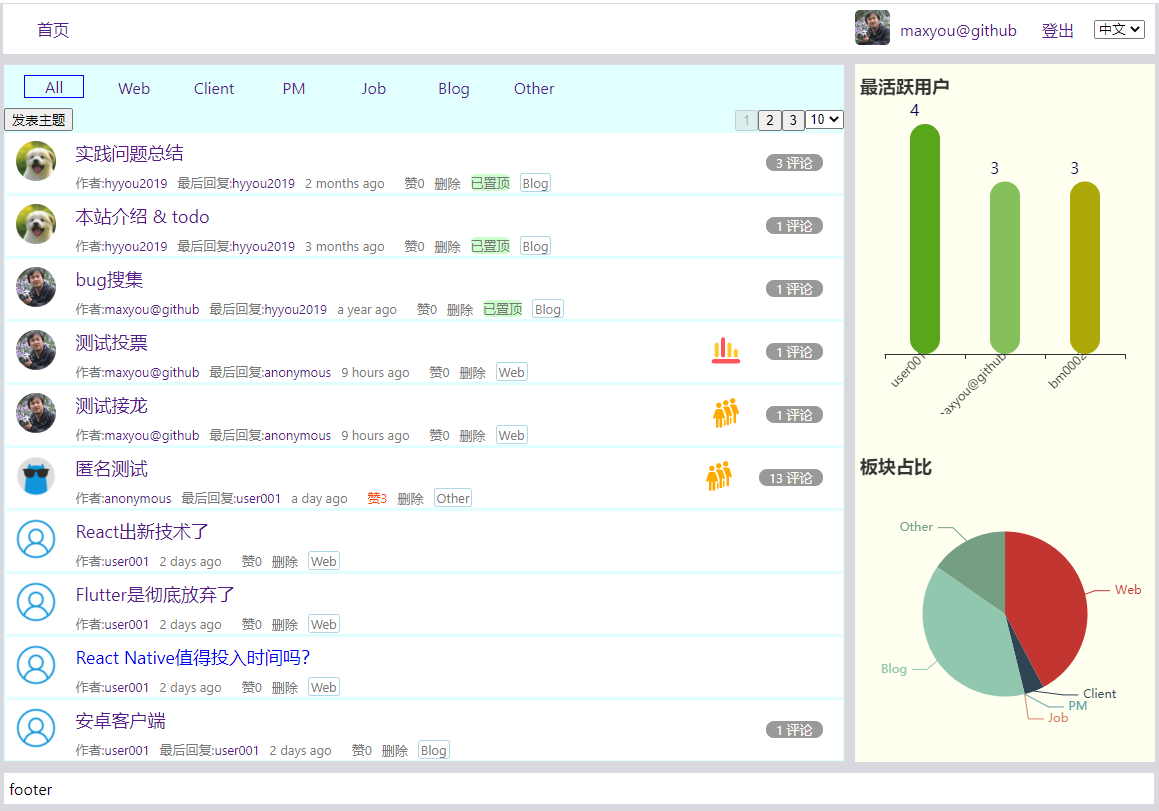 首页 maxyou@github 登出 中文
All Web Client PM Job Blog Other
发表主题 1 2 3 10
实践问题总结 3 评论
作者:hyyou2019 最后回复:hyyou2019 2 months ago 赞0 删除 已置顶 Blog
本站介绍 & todo 1 评论
作者:hyyou2019 最后回复:hyyou2019 3 months ago 赞0 删除 已置顶 Blog
bug搜集 1 评论
作者:maxyou@github 最后回复:hyyou2019 a year ago 赞0 删除 已置顶 Blog
测试投票 1 评论
作者:maxyou@github 最后回复:anonymous 9 hours ago 赞0 删除 Web
测试接龙 1 评论
作者:maxyou@github 最后回复:anonymous 9 hours ago 赞0 删除 Web
匿名测试 13 评论
作者:anonymous 最后回复:user001 a day ago 赞3 删除 Other
React出新技术了
作者:user001 2 days ago 赞0 删除 Web
Flutter是彻底放弃了
作者:user001 2 days ago 赞0 删除 Web
React Native值得投入时间吗?
作者:user001 2 days ago 赞0 删除 Web
安卓客户端 1 评论
作者:user001 最后回复:user001 2 days ago 赞0 删除 Blog
最活跃用户
4
3 3
user001 maxyou@github bm0002
板块占比
Other
Web
Blog
Client
PM
Job
footer